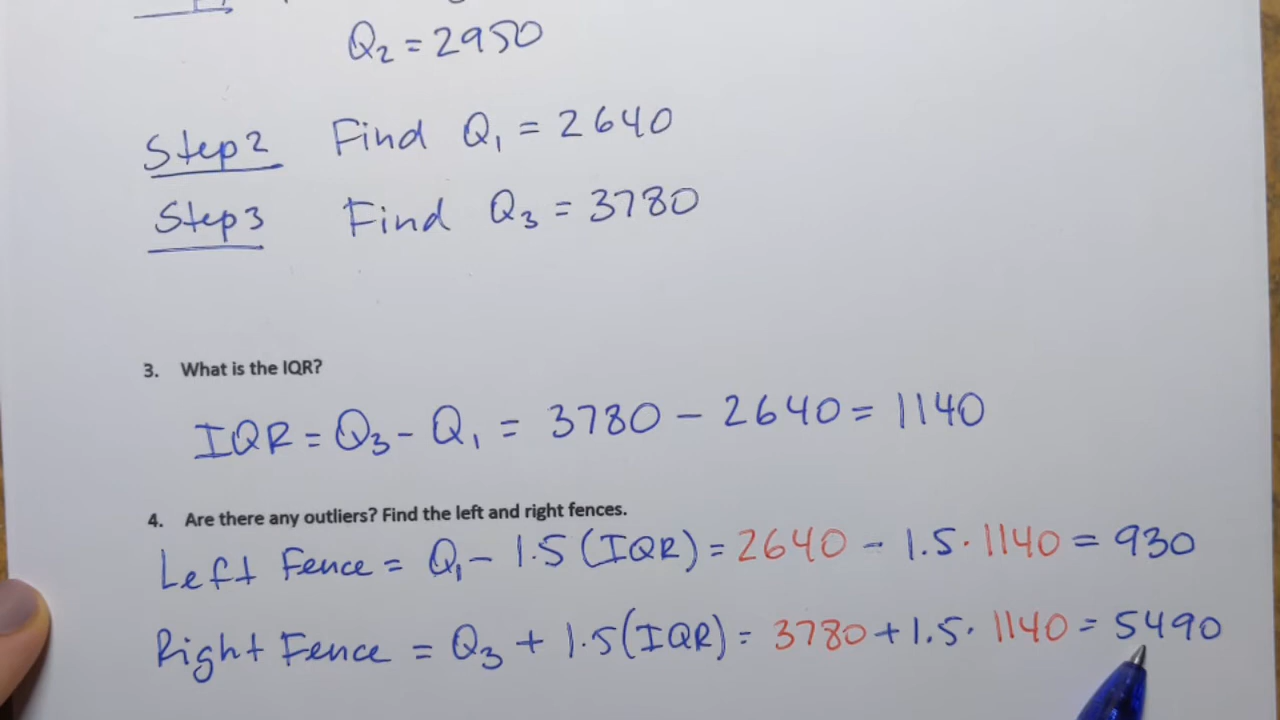 Q₂ = 2950
Step 2 Find Q₁ = 2640
Step 3 Find Q₃ = 3780
3. What is the IQR?
IQR = Q₃ - Q₁ = 3780 - 2640 = 1140
4. Are there any outliers? Find the left and right fences.
Left Fence = Q₁ - 1.5 (IQR) = 2640 - 1.5 · 1140 = 930
Right Fence = Q₃ + 1.5 (IQR) = 3780 + 1.5 · 1140 = 5490